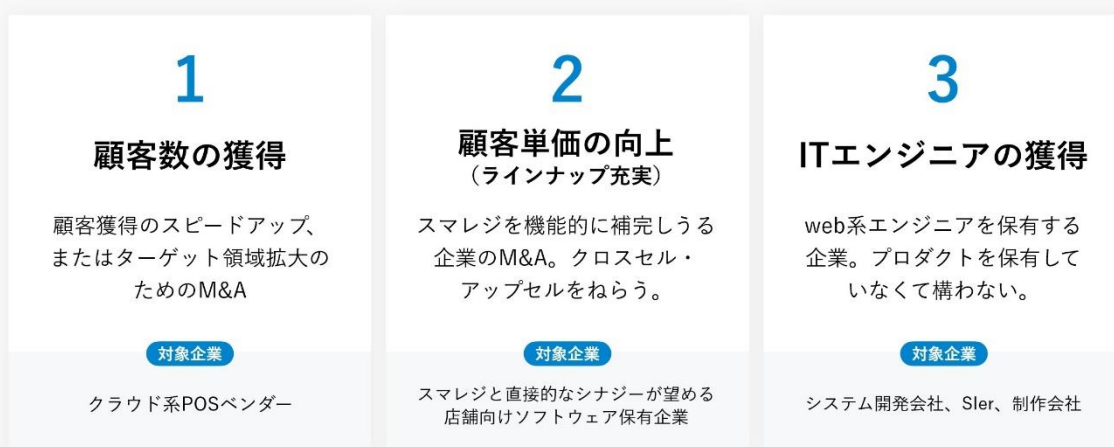 1
顧客数の獲得
顧客獲得のスピードアップ、
またはターゲット領域拡大の
ためのM&A
対象企業
クラウド系POSベンダー
2
顧客単価の向上
（ラインナップ充実）
スマレジを機能的に補完しうる
企業のM&A。クロスセル・
アップセルをねらう。
対象企業
スマレジと直接的なシナジーが望める
店舗向けソフトウェア保有企業
3
ITエンジニアの獲得
web系エンジニアを保有する
企業。プロダクトを保有して
いなくて構わない。
対象企業
システム開発会社、SIer、制作会社